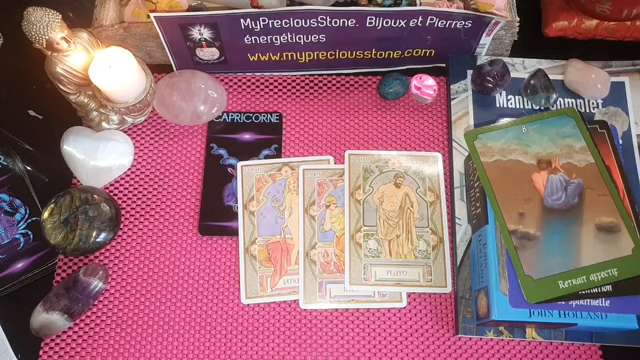 MyPreciousStone. Bijoux et Pierres
énergétiques
www.mypreciousstone.com
CAPRICORNE
Manuel complet
8
PLUTO
RETRAIT AFFECTIF
JOHN HOLLAND